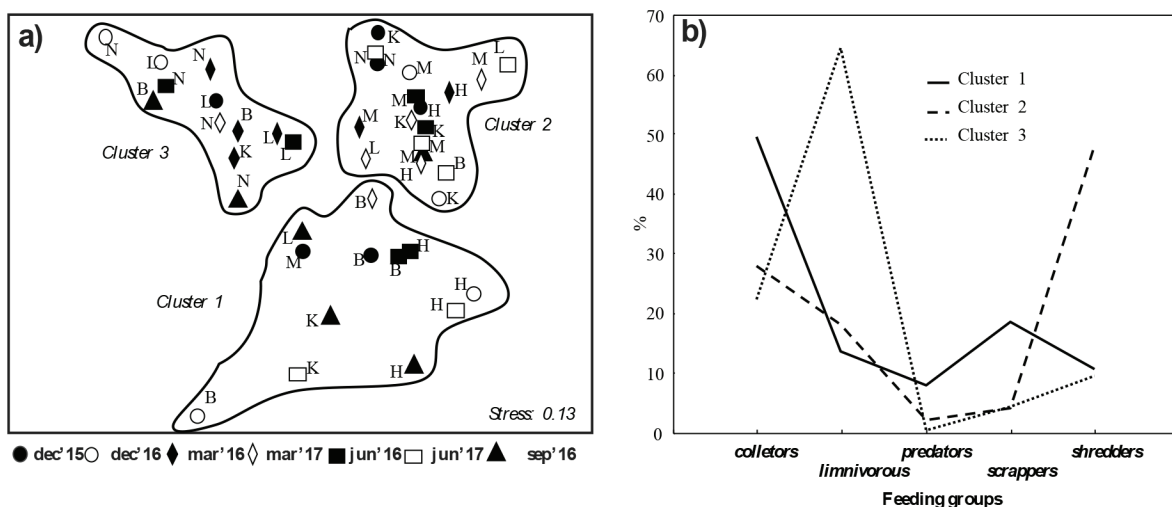 a)
N
L
N
B
N
L
N
B
K
L
L
N
Cluster 3
K
N
N
M
M
L
H
M
H
M
K
K
M
L
M
H
B
K
Cluster 2
B
L
M
B
H
B
H
H
K
K
H
B
Cluster 1
Stress: 0.13
dec'15 dec'16 mar'16 mar'17 jun'16 jun'17 sep'16
b)
70
60
50
40
30
20
10
0
%
Cluster 1
Cluster 2
Cluster 3
colletors limnivorous predators scrappers shredders
Feeding groups